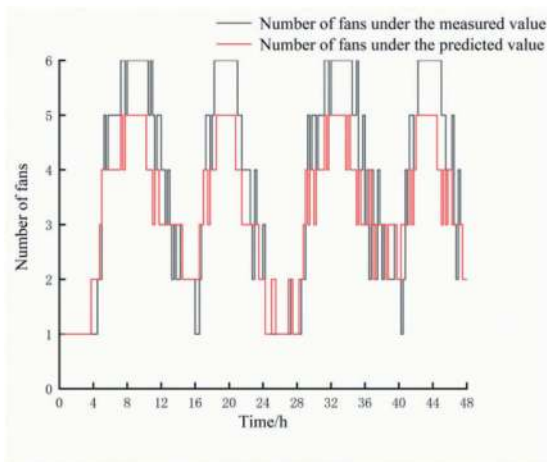 Number of fans under the measured value
Number of fans under the predicted value
6
5
4
3
2
1
0
Number of fans
0 4 8 12 16 20 24 28 32 36 40 44 48
Time/h